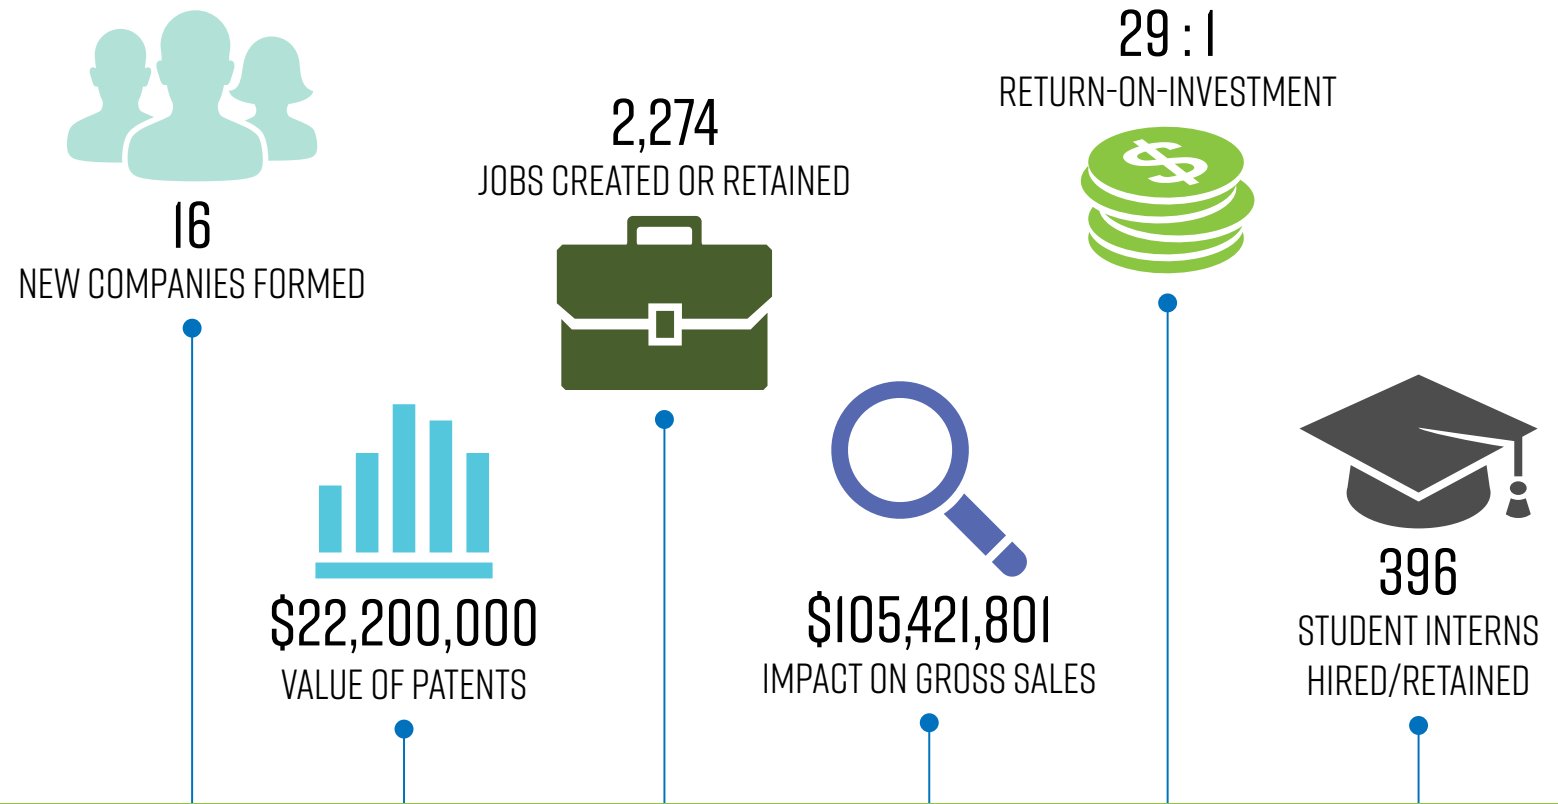 16
NEW COMPANIES FORMED
$22,200,000
VALUE OF PATENTS
2,274
JOBS CREATED OR RETAINED
$105,421,801
IMPACT ON GROSS SALES
29 : 1
RETURN-ON-INVESTMENT
$
396
STUDENT INTERNS
HIRED/RETAINED